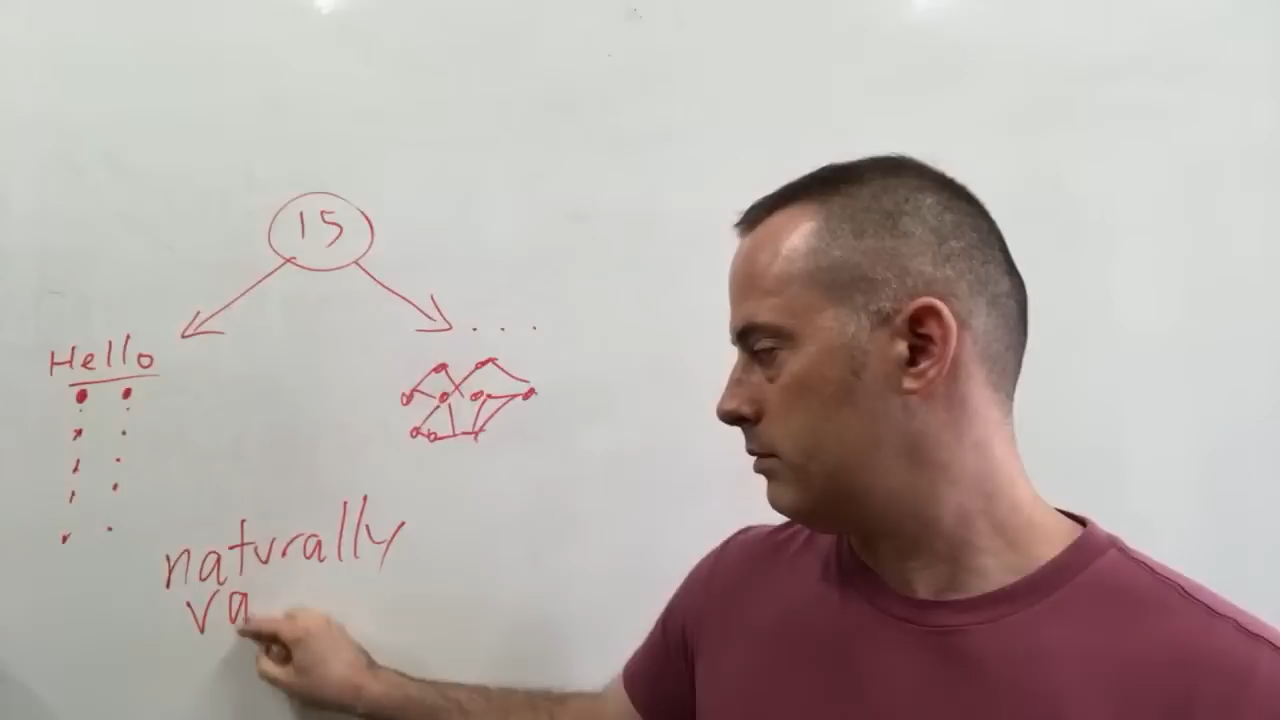 15
. . . .
Hello
naturally
va